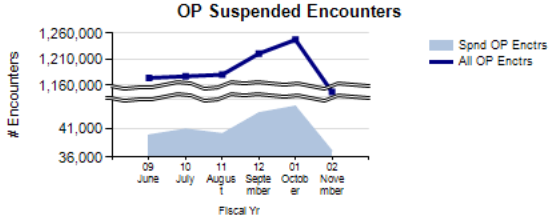 OP Suspended Encounters
# Encounters
1,260,000
1,210,000
1,160,000
41,000
36,000
09
June
10
July
11
Augus
t
12
Septe
mber
01
Octob
er
02
Nove
mber
Fiscal Yr
Spnd OP Enctrs
All OP Enctrs